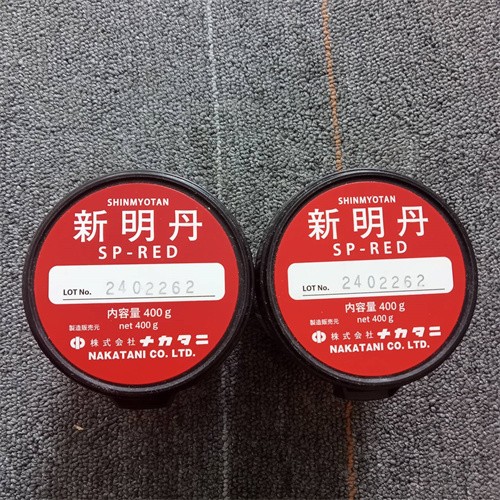 SHINMYOTAN
新明丹
SP-RED
LOT No. 2402262
内容量 400 g
net 400 g
製造販売元
株式会社 ナカタニ
NAKATANI CO. LTD.
SHINMYOTAN
新明丹
SP-RED
LOT No. 2402262
内容量 400 g
net 400 g
製造販売元
株式会社 ナカタニ
NAKATANI CO. LTD.